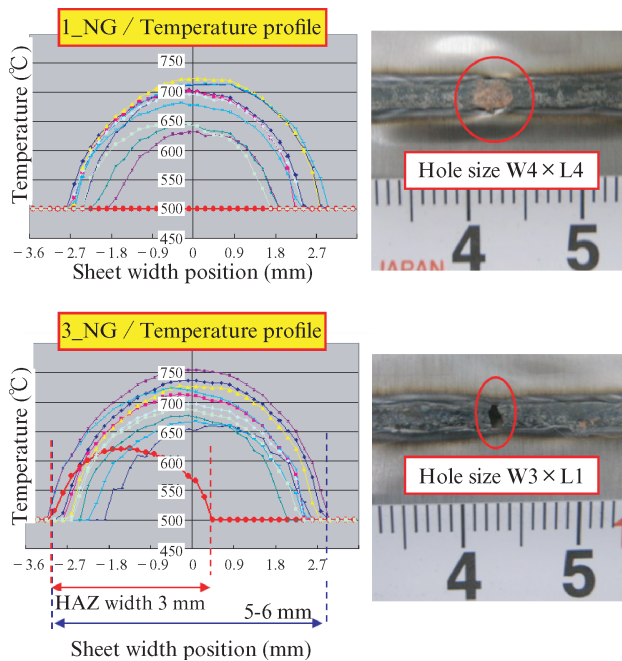 1_NG / Temperature profile
Temperature (℃)
750
700
650
600
550
500
450
−3.6 −2.7 −1.8 −0.9 0 0.9 1.8 2.7
Sheet width position (mm)
Hole size W4×L4
4 5
JAPAN
3_NG / Temperature profile
Temperature (℃)
750
700
650
600
550
500
450
−3.6 −2.7 −1.8 −0.9 0 0.9 1.8 2.7
HAZ width 3 mm
5-6 mm
Sheet width position (mm)
Hole size W3×L1
4 5